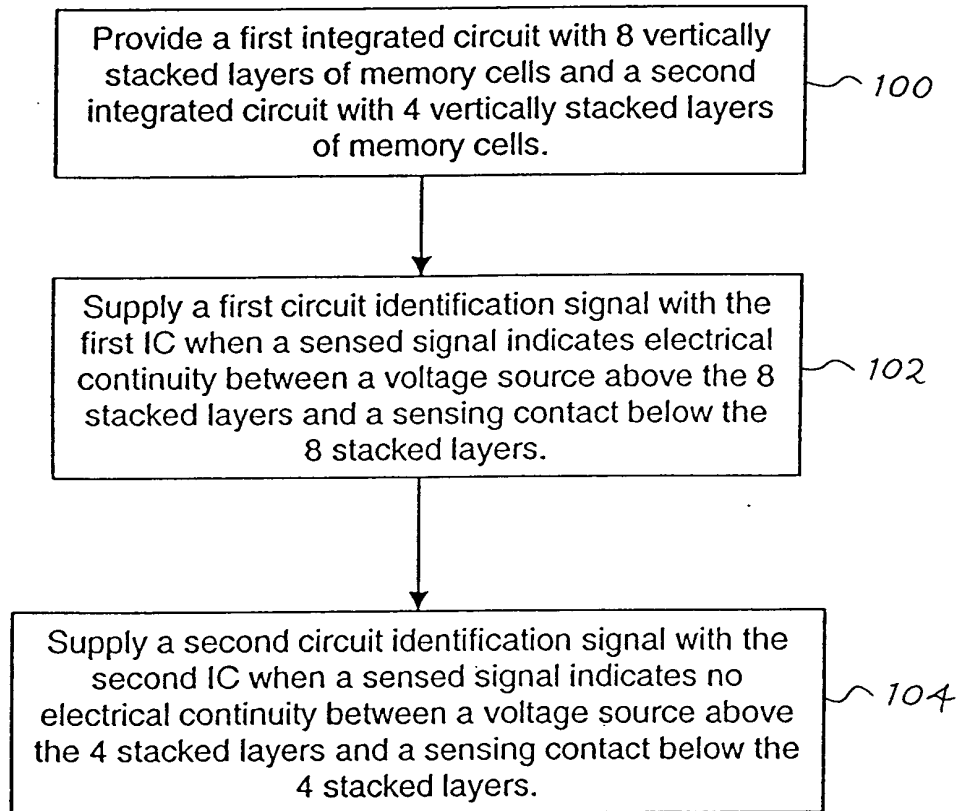 Provide a first integrated circuit with 8 vertically
stacked layers of memory cells and a second
integrated circuit with 4 vertically stacked layers
of memory cells.
100
Supply a first circuit identification signal with the
first IC when a sensed signal indicates electrical
continuity between a voltage source above the 8
stacked layers and a sensing contact below the
8 stacked layers.
102
Supply a second circuit identification signal with the
second IC when a sensed signal indicates no
electrical continuity between a voltage source above
the 4 stacked layers and a sensing contact below the
4 stacked layers.
104